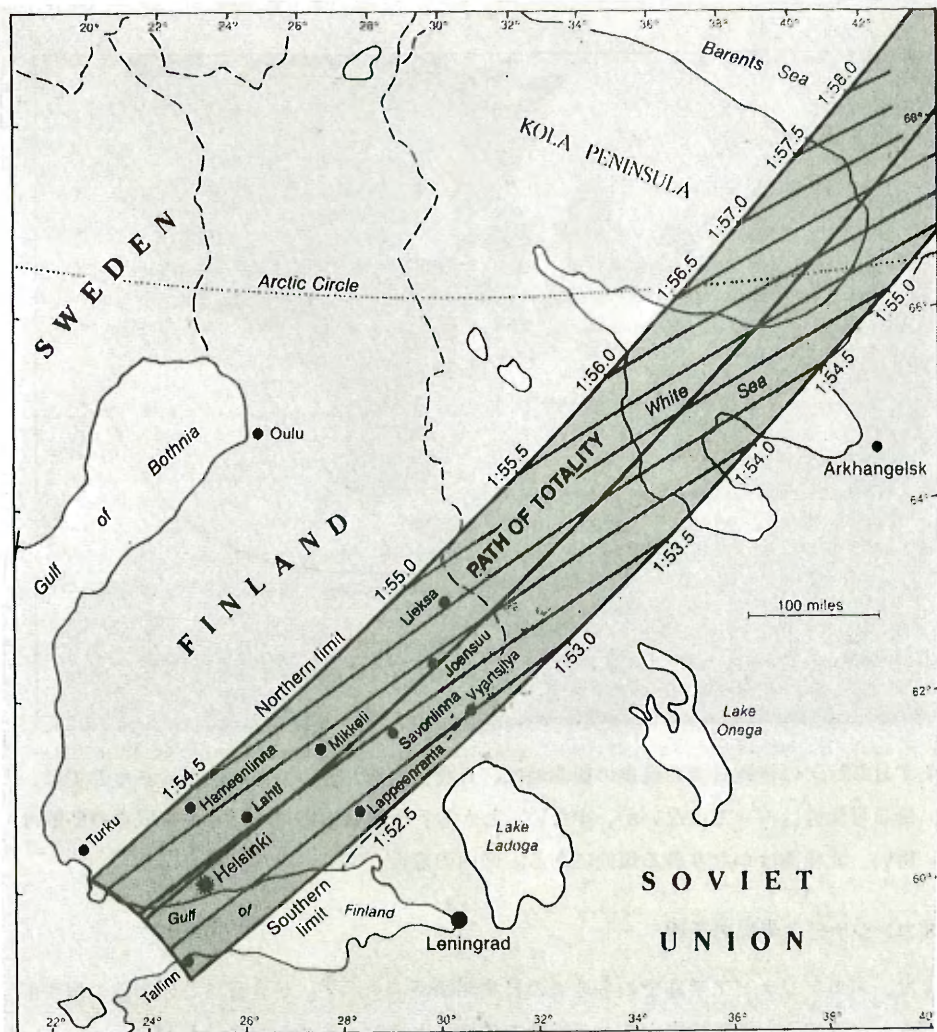 20° 22° 24° 26° 28° 30° 32° 34° 36° 38° 40° 42°
Barents Sea
1:58.0
68°
KOLA PENINSULA
1:57.5
1:57.0
SWEDEN
Arctic Circle
1:56.5
66°
1:55.0
1:56.0
1:54.5
White Sea
Gulf of Bothnia
Oulu
1:55.5
1:54.0
Arkhangelsk
64°
PATH OF TOTALITY
1:53.5
FINLAND
1:55.0
Lieksa
100 miles
Northern limit
Joensuu
1:53.0
62°
Mikkeli
Savonlinna
Vyartsilya
Lake
Onega
1:54.5
Hameenlinna
Lahti
Lappeenranta
1:52.5
Turku
Helsinki
Lake
Ladoga
60°
SOVIET
UNION
Gulf of Finland
Southern
limit
Leningrad
Tallinn
22° 24° 26° 28° 30° 32° 34° 36° 38° 40°